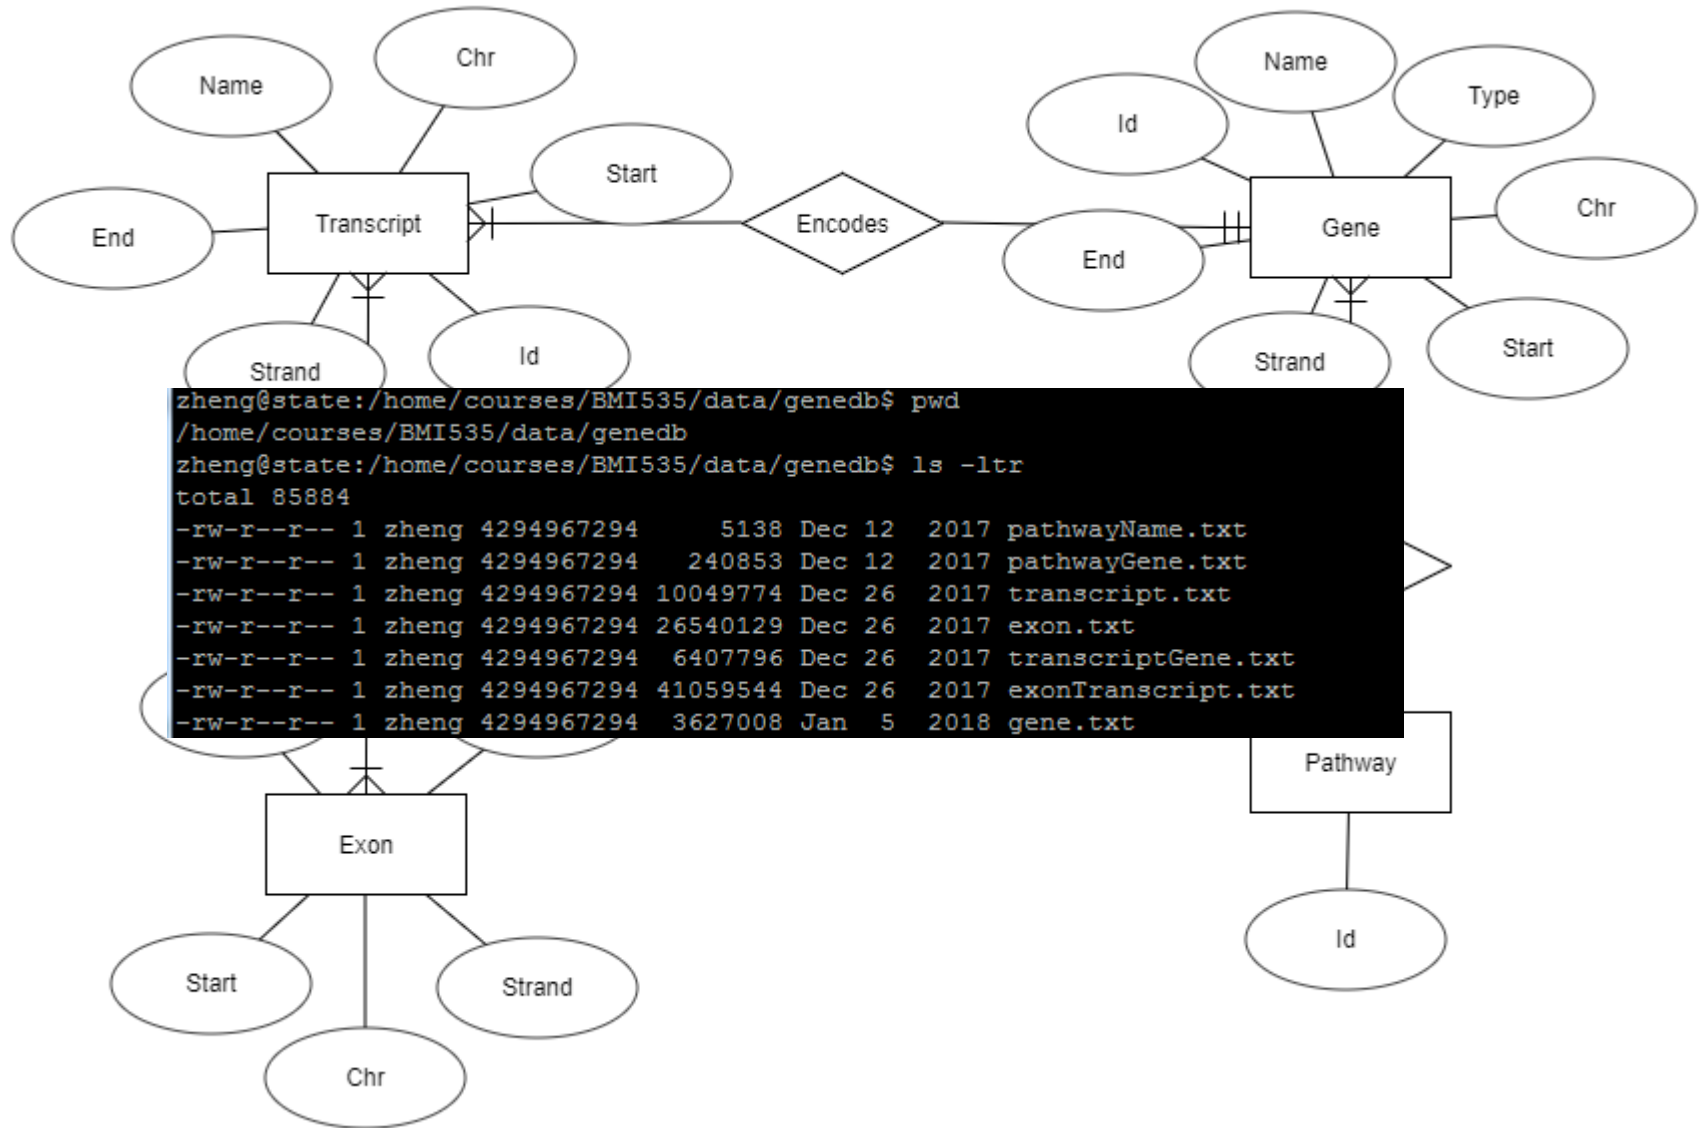 Chr
Name
Name
Type
Id
Start
Chr
Transcript
Encodes
Gene
End
End
Start
Id
Strand
Strand
zheng@state:/home/courses/BMI535/data/genedb$ pwd
/home/courses/BMI535/data/genedb
zheng@state:/home/courses/BMI535/data/genedb$ ls -ltr
total 85884
-rw-r--r-- 1 zheng 4294967294 5138 Dec 12 2017 pathwayName.txt
-rw-r--r-- 1 zheng 4294967294 240853 Dec 12 2017 pathwayGene.txt
-rw-r--r-- 1 zheng 4294967294 10049774 Dec 26 2017 transcript.txt
-rw-r--r-- 1 zheng 4294967294 26540129 Dec 26 2017 exon.txt
-rw-r--r-- 1 zheng 4294967294 6407796 Dec 26 2017 transcriptGene.txt
-rw-r--r-- 1 zheng 4294967294 41059544 Dec 26 2017 exonTranscript.txt
-rw-r--r-- 1 zheng 4294967294 3627008 Jan 5 2018 gene.txt
Pathway
Exon
Id
Start
Strand
Chr